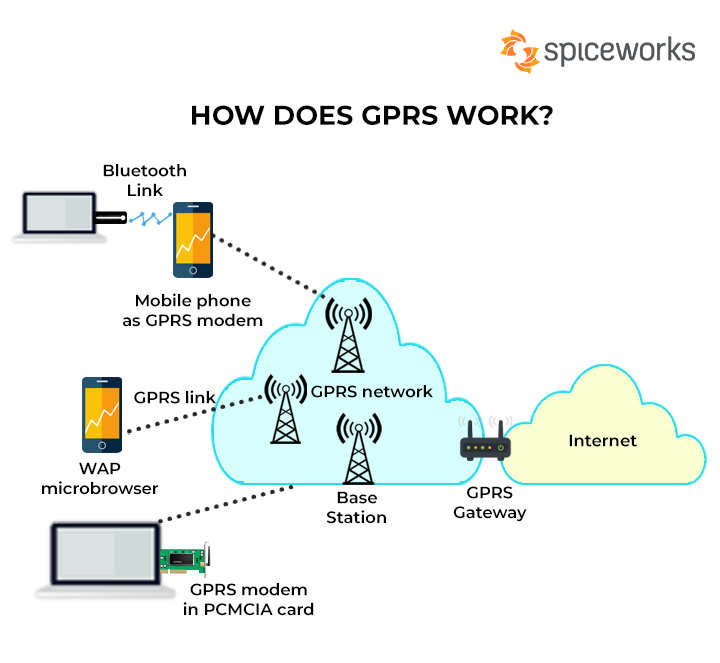 spiceworks
HOW DOES GPRS WORK?
Bluetooth
Link
Mobile phone
as GPRS modem
GPRS link
GPRS network
WAP
microbrowser
Base
Station
GPRS
Gateway
Internet
GPRS modem
in PCMCIA card